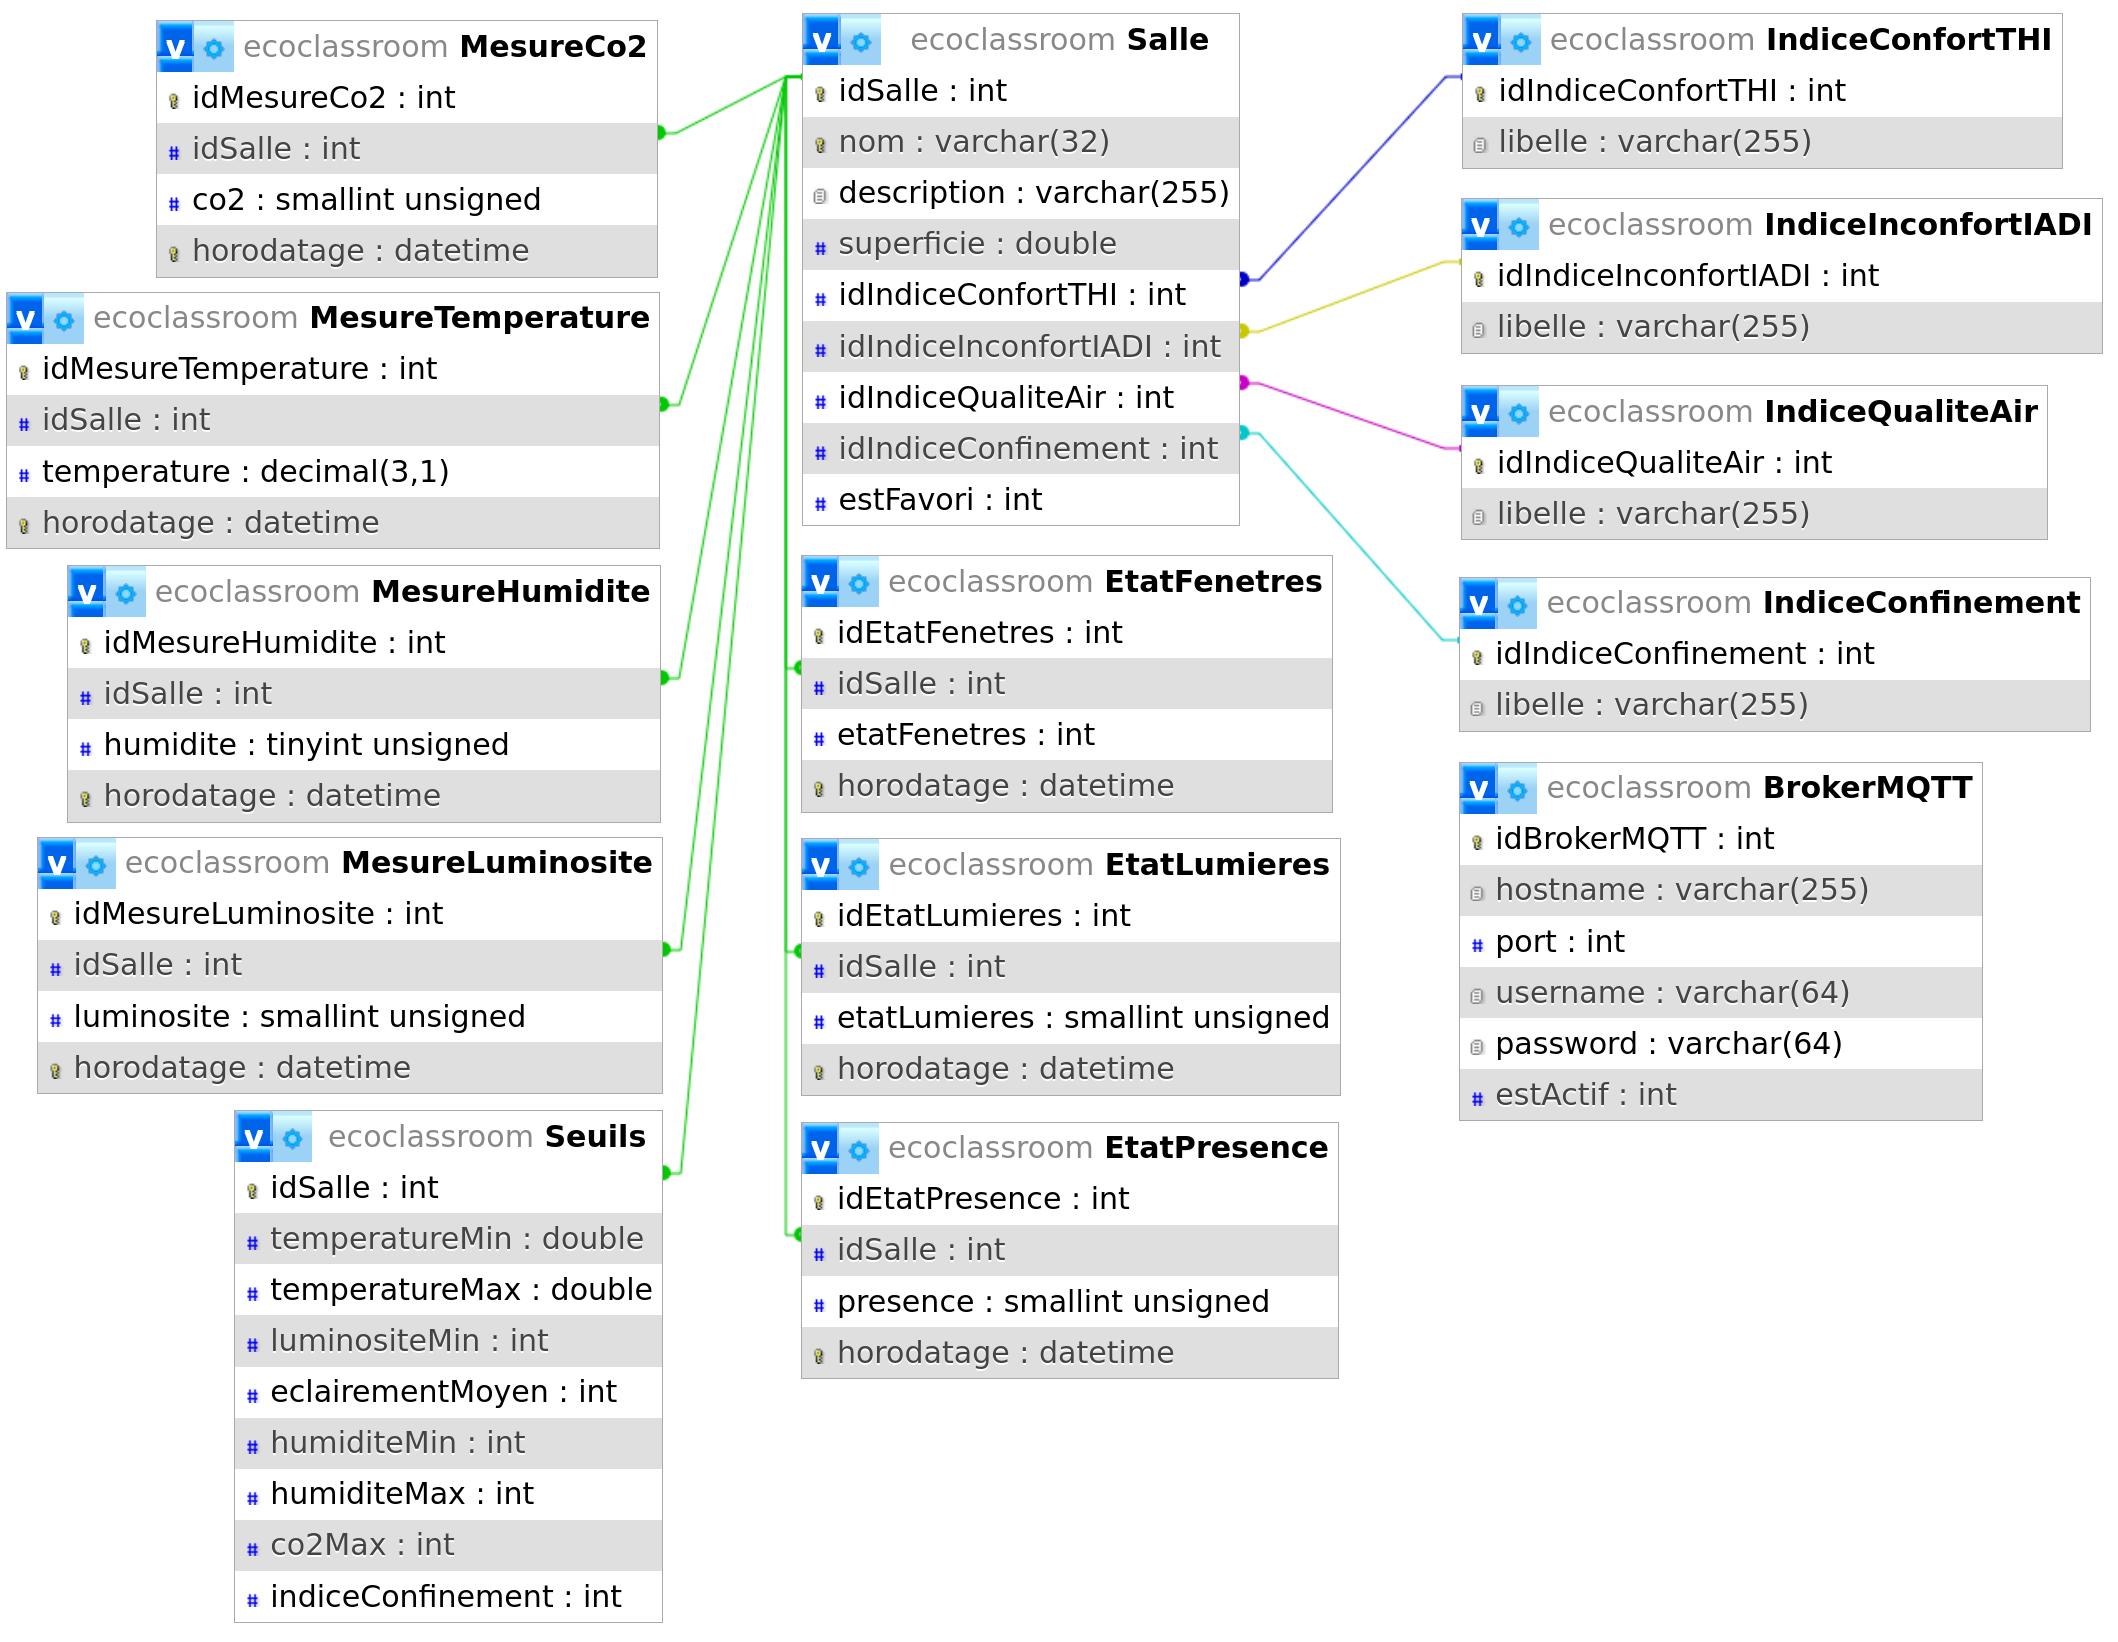 ecoclassroom MesureCo2
idMesureCo2 : int
idSalle : int
co2 : smallint unsigned
horodatage : datetime
ecoclassroom MesureTemperature
idMesureTemperature : int
idSalle : int
temperature : decimal(3,1)
horodatage : datetime
ecoclassroom MesureHumidite
idMesureHumidite : int
idSalle : int
humidite : tinyint unsigned
horodatage : datetime
ecoclassroom MesureLuminosite
idMesureLuminosite : int
idSalle : int
luminosite : smallint unsigned
horodatage : datetime
ecoclassroom Seuils
idSalle : int
temperatureMin : double
temperatureMax : double
luminositeMin : int
eclairementMoyen : int
humiditeMin : int
humiditeMax : int
co2Max : int
indiceConfinement : int
ecoclassroom Salle
idSalle : int
nom : varchar(32)
description : varchar(255)
superficie : double
idIndiceConfortTHI : int
idIndiceInconfortIADI : int
idIndiceQualiteAir : int
idIndiceConfinement : int
estFavori : int
ecoclassroom EtatFenetres
idEtatFenetres : int
idSalle : int
etatFenetres : int
horodatage : datetime
ecoclassroom EtatLumieres
idEtatLumieres : int
idSalle : int
etatLumieres : smallint unsigned
horodatage : datetime
ecoclassroom EtatPresence
idEtatPresence : int
idSalle : int
presence : smallint unsigned
horodatage : datetime
ecoclassroom IndiceConfortTHI
idIndiceConfortTHI : int
libelle : varchar(255)
ecoclassroom IndiceInconfortIADI
idIndiceInconfortIADI : int
libelle : varchar(255)
ecoclassroom IndiceQualiteAir
idIndiceQualiteAir : int
libelle : varchar(255)
ecoclassroom IndiceConfinement
idIndiceConfinement : int
libelle : varchar(255)
ecoclassroom BrokerMQTT
idBrokerMQTT : int
hostname : varchar(255)
port : int
username : varchar(64)
password : varchar(64)
estActif : int